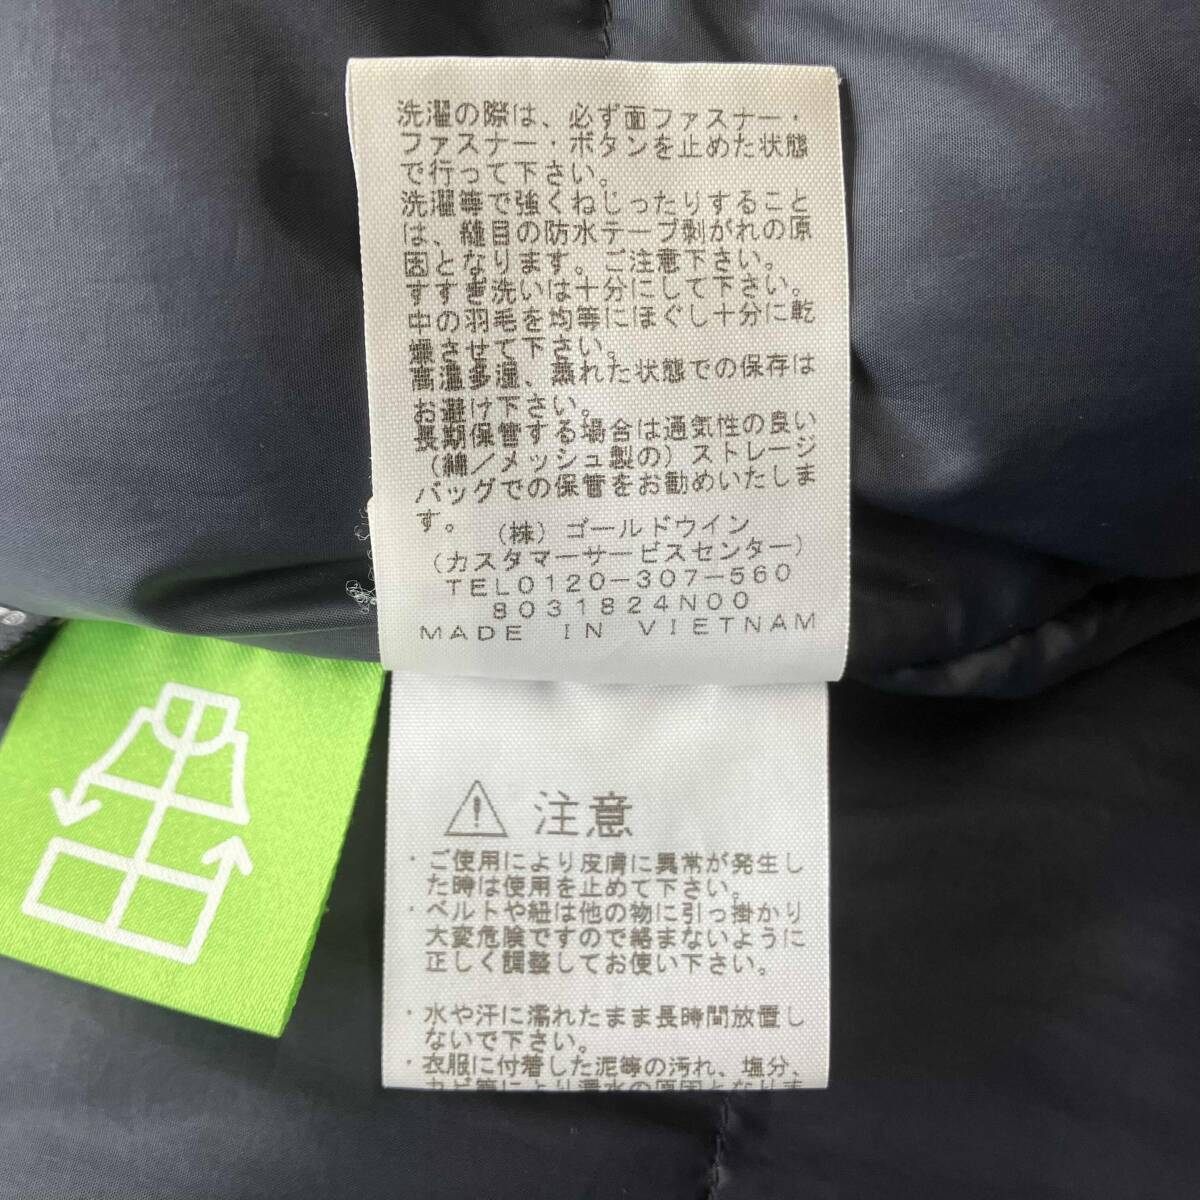 洗濯の際は、必ず面ファスナー・
ファスナー・ボタンを止めた状態
で行って下さい。
洗濯等で強くねじったりすること
は、縫目の防水テープ剥がれの原
因となります。ご注意下さい。
すすぎ洗いは十分にして下さい。
中の羽毛を均等にほぐし十分に乾
燥させて下さい。
高温多湿、蒸れた状態での保存は
お避け下さい。
長期保管する場合は通気性の良い
(綿/メッシュ製の)ストレージ
バッグでの保管をお勧めいたしま
す。
(株)ゴールドウイン
(カスタマーサービスセンター)
TEL0120-307-560
8031824N00
MADE IN VIETNAM
注意
・ご使用により皮膚に異常が発生し
た時は使用を止めて下さい。
・ベルトや紐は他の物に引っ掛かり
大変危険ですので絡まないように
正しく調整してお使い下さい。
・水や汗に濡れたまま長時間放置し
ないで下さい。
・衣服に付着した泥等の汚れ、塩分、
カビ等により漏水の原因となりま